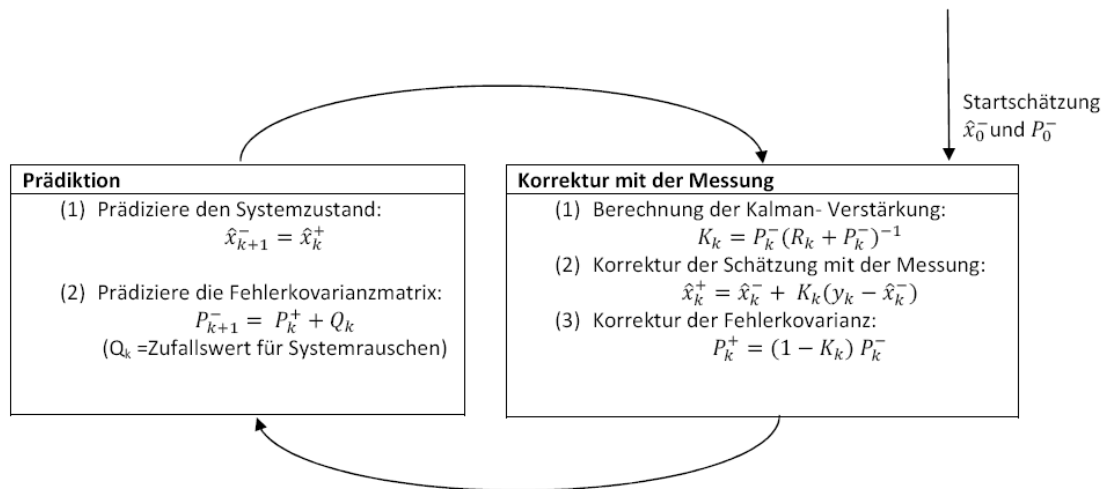 Startschätzung
x̂₀⁻ und P₀⁻
Prädiktion
(1) Prädiziere den Systemzustand:
x̂ₖ₊₁⁻ = x̂ₖ⁺
(2) Prädiziere die Fehlerkovarianzmatrix:
Pₖ₊₁⁻ = Pₖ⁺ + Qₖ
(Qₖ =Zufallswert für Systemrauschen)
Korrektur mit der Messung
(1) Berechnung der Kalman- Verstärkung:
Kₖ = Pₖ⁻(Rₖ + Pₖ⁻)⁻¹
(2) Korrektur der Schätzung mit der Messung:
x̂ₖ⁺ = x̂ₖ⁻ + Kₖ(yₖ − x̂ₖ⁻)
(3) Korrektur der Fehlerkovarianz:
Pₖ⁺ = (1 − Kₖ) Pₖ⁻